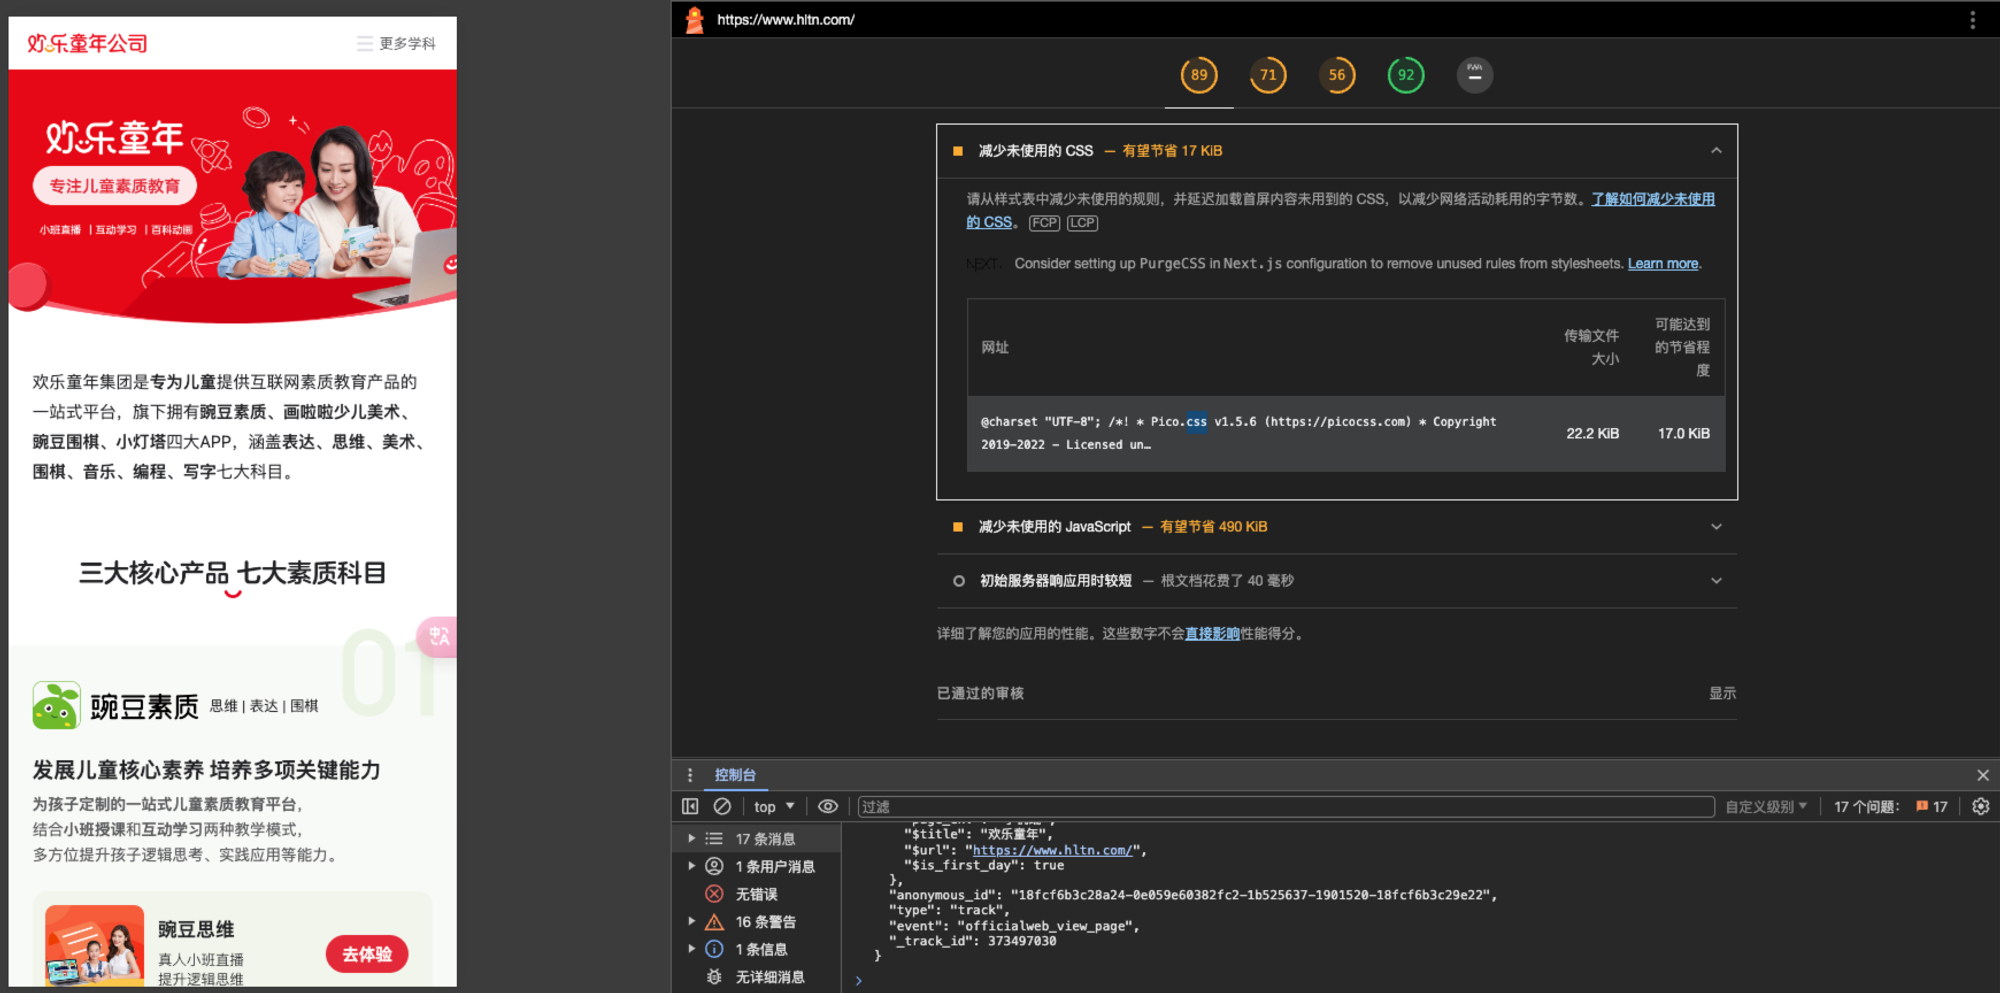 欢乐童年公司
更多学科
欢乐童年
专注儿童素质教育
小班直播 | 互动学习 | 百科动画
欢乐童年集团是专为儿童提供互联网素质教育产品的
一站式平台，旗下拥有豌豆素质、画啦啦少儿美术、
豌豆围棋、小灯塔四大APP，涵盖表达、思维、美术、
围棋、音乐、编程、写字七大科目。
三大核心产品 七大素质科目
01
豌豆素质 思维 | 表达 | 围棋
发展儿童核心素养 培养多项关键能力
为孩子定制的一站式儿童素质教育平台，
结合小班授课和互动学习两种教学模式，
多方位提升孩子逻辑思考、实践应用等能力。
豌豆思维
真人小班直播
提升逻辑思维
去体验
https://www.hltn.com/
89 71 56 92 PWA
减少未使用的 CSS — 有望节省 17 KiB
请从样式表中减少未使用的规则，并延迟加载首屏内容未用到的 CSS，以减少网络活动耗用的字节数。了解如何减少未使用
的 CSS。 FCP LCP
NEXT. Consider setting up PurgeCSS in Next.js configuration to remove unused rules from stylesheets. Learn more.
网址
传输文件
大小
可能达到
的节省程
度
@charset "UTF-8"; /*! * Pico.css v1.5.6 (https://picocss.com) * Copyright
2019-2022 - Licensed un…
22.2 KiB
17.0 KiB
减少未使用的 JavaScript — 有望节省 490 KiB
初始服务器响应用时较短 — 根文档花费了 40 毫秒
详细了解您的应用的性能。这些数字不会直接影响性能得分。
已通过的审核
显示
控制台
top
过滤
自定义级别
17 个问题：
17
17 条消息
1 条用户消息
无错误
16 条警告
1 条信息
无详细消息
"$title": "欢乐童年",
"$url": "https://www.hltn.com/",
"$is_first_day": true
},
"anonymous_id": "18fcf6b3c28a24-0e059e60382fc2-1b525637-1901520-18fcf6b3c29e22",
"type": "track",
"event": "officialweb_view_page",
"_track_id": 373497030
}